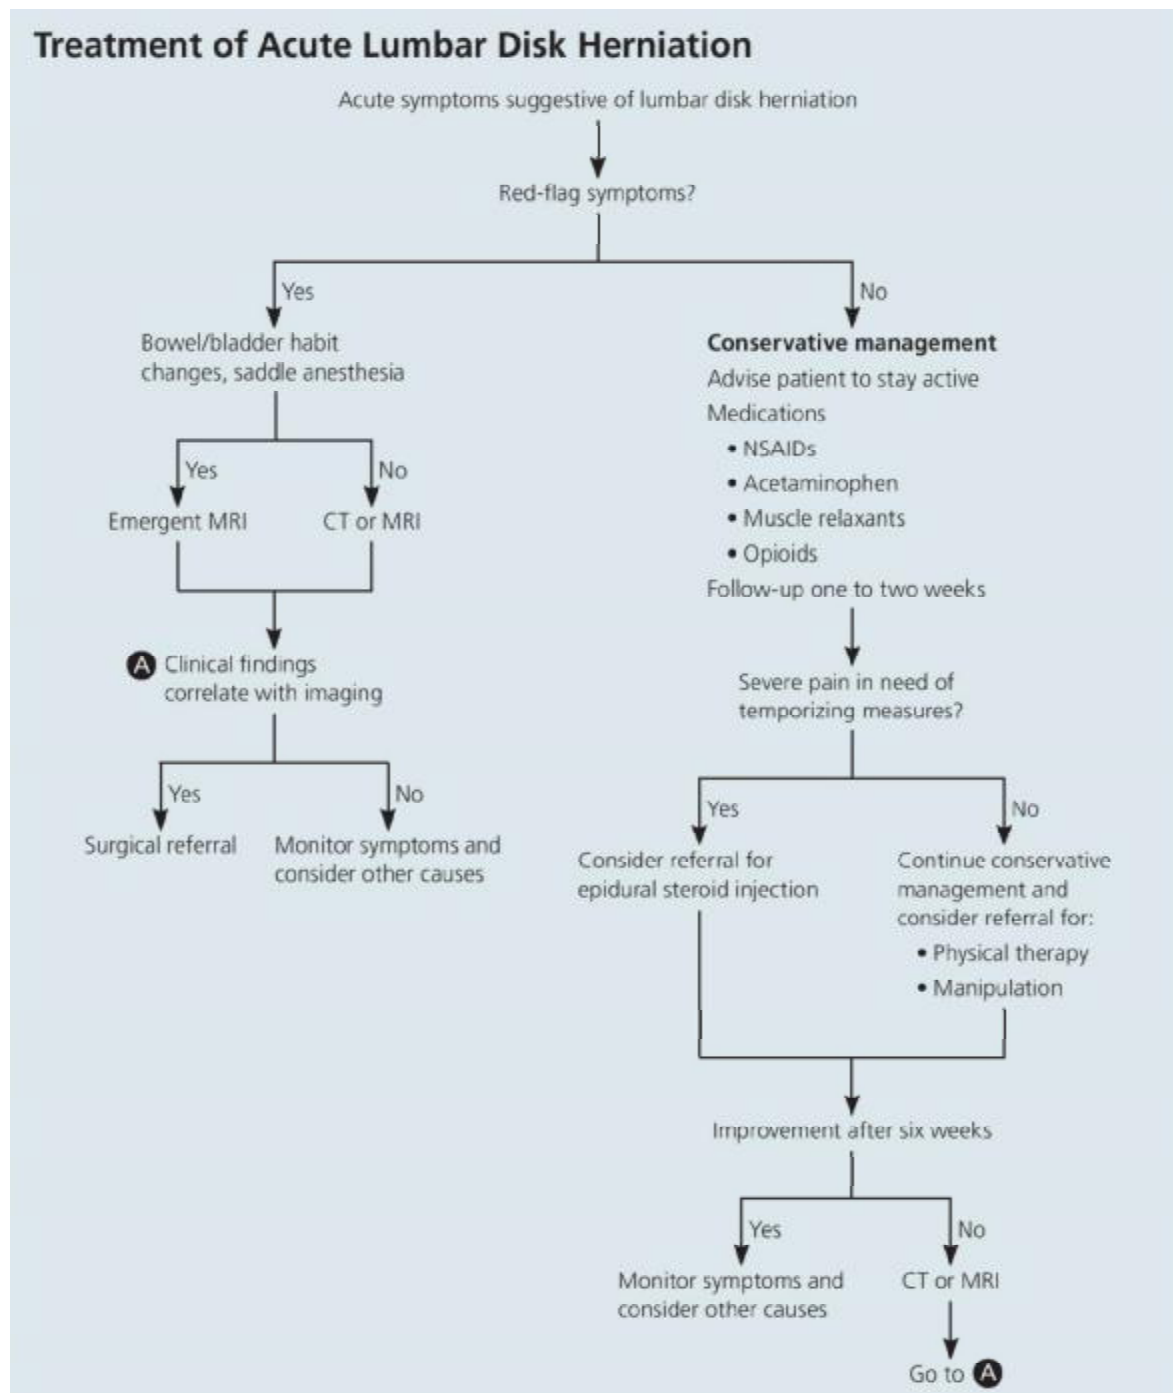 Treatment of Acute Lumbar Disk Herniation
Acute symptoms suggestive of lumbar disk herniation
Red-flag symptoms?
Yes
No
Bowel/bladder habit
changes, saddle anesthesia
Yes
No
Emergent MRI
CT or MRI
A Clinical findings
correlate with imaging
Yes
No
Surgical referral
Monitor symptoms and
consider other causes
Conservative management
Advise patient to stay active
Medications
• NSAIDs
• Acetaminophen
• Muscle relaxants
• Opioids
Follow-up one to two weeks
Severe pain in need of
temporizing measures?
Yes
No
Consider referral for
epidural steroid injection
Continue conservative
management and
consider referral for:
• Physical therapy
• Manipulation
Improvement after six weeks
Yes
No
Monitor symptoms and
consider other causes
CT or MRI
Go to A